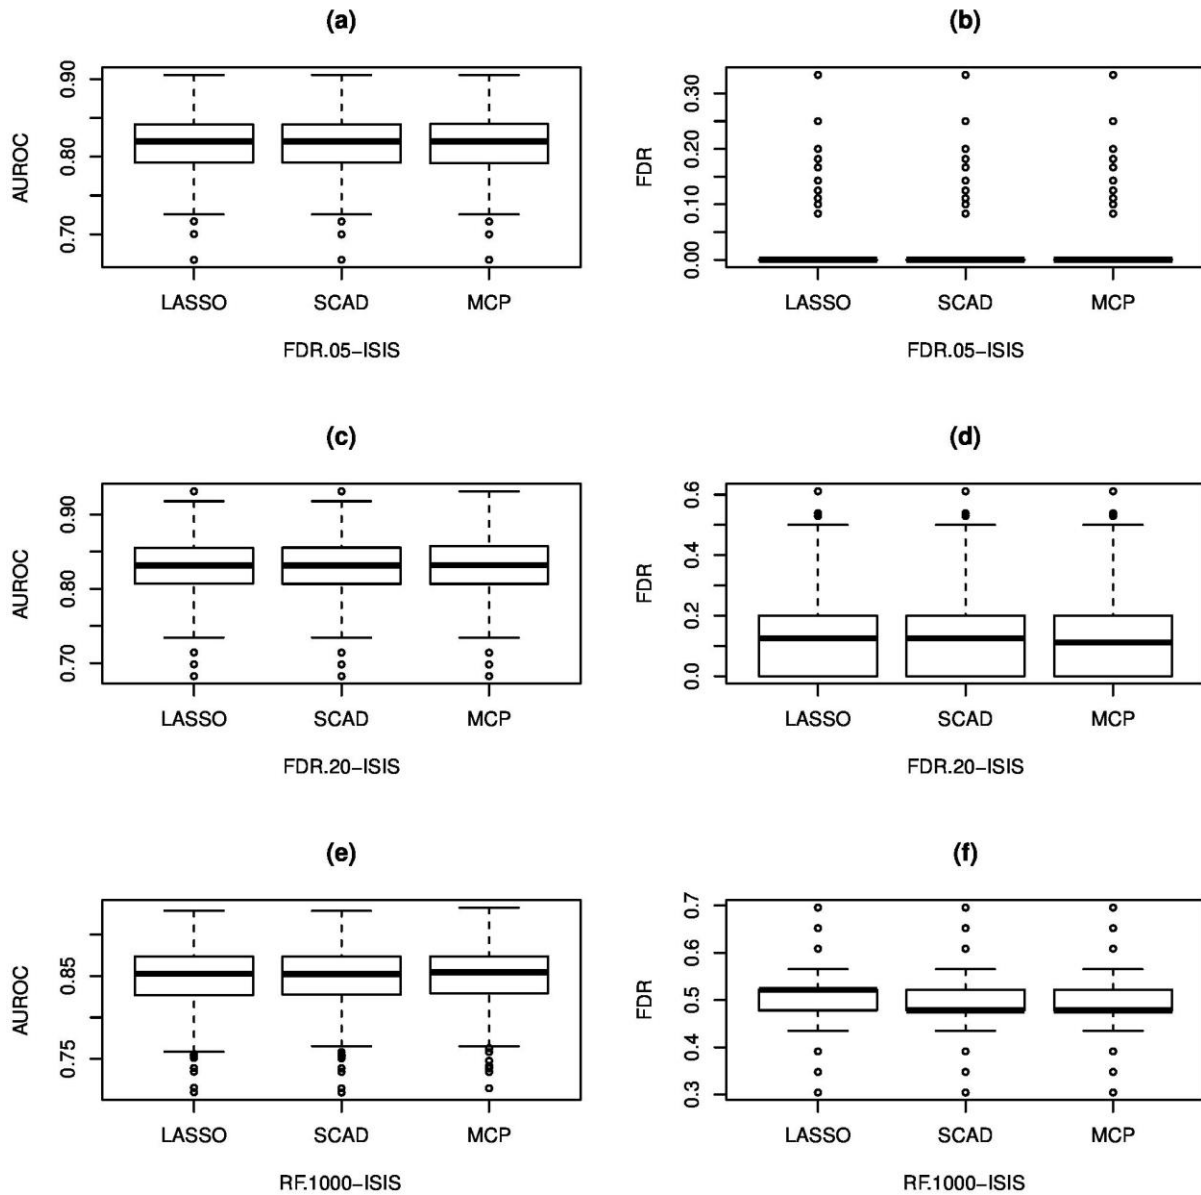 (a)
AUROC
0.90
0.80
0.70
LASSO SCAD MCP
FDR.05-ISIS
(b)
FDR
0.30
0.20
0.10
0.00
LASSO SCAD MCP
FDR.05-ISIS
(c)
AUROC
0.90
0.80
0.70
LASSO SCAD MCP
FDR.20-ISIS
(d)
FDR
0.6
0.4
0.2
0.0
LASSO SCAD MCP
FDR.20-ISIS
(e)
AUROC
0.85
0.75
LASSO SCAD MCP
RF.1000-ISIS
(f)
FDR
0.7
0.6
0.5
0.4
0.3
LASSO SCAD MCP
RF.1000-ISIS